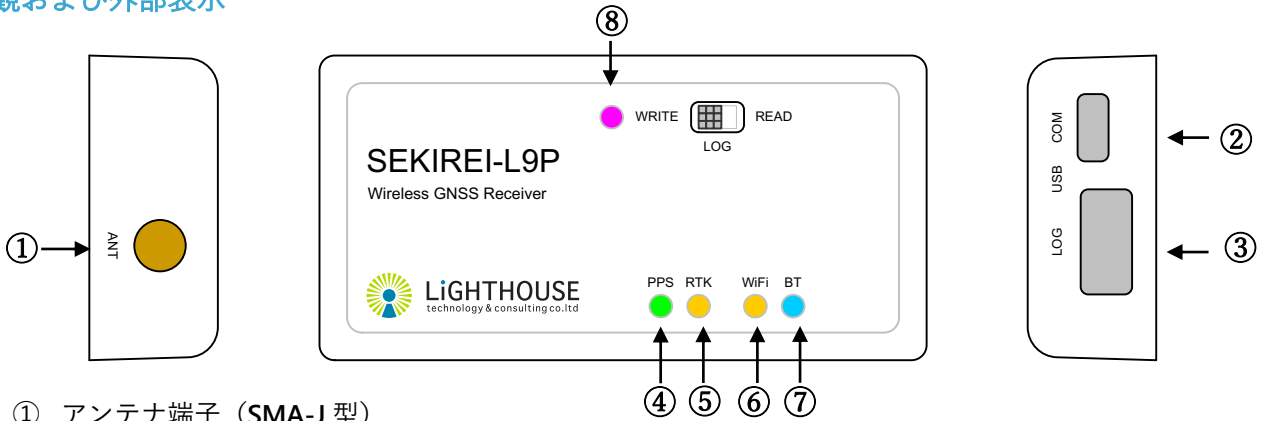 観および外部表示
⑧
WRITE READ
LOG
SEKIREI-L9P
Wireless GNSS Receiver
ANT
①
LiGHTHOUSE
technology & consulting co.ltd
PPS RTK WiFi BT
④ ⑤ ⑥ ⑦
COM
②
USB
LOG
③
① アンテナ端子（SMA-J 型）